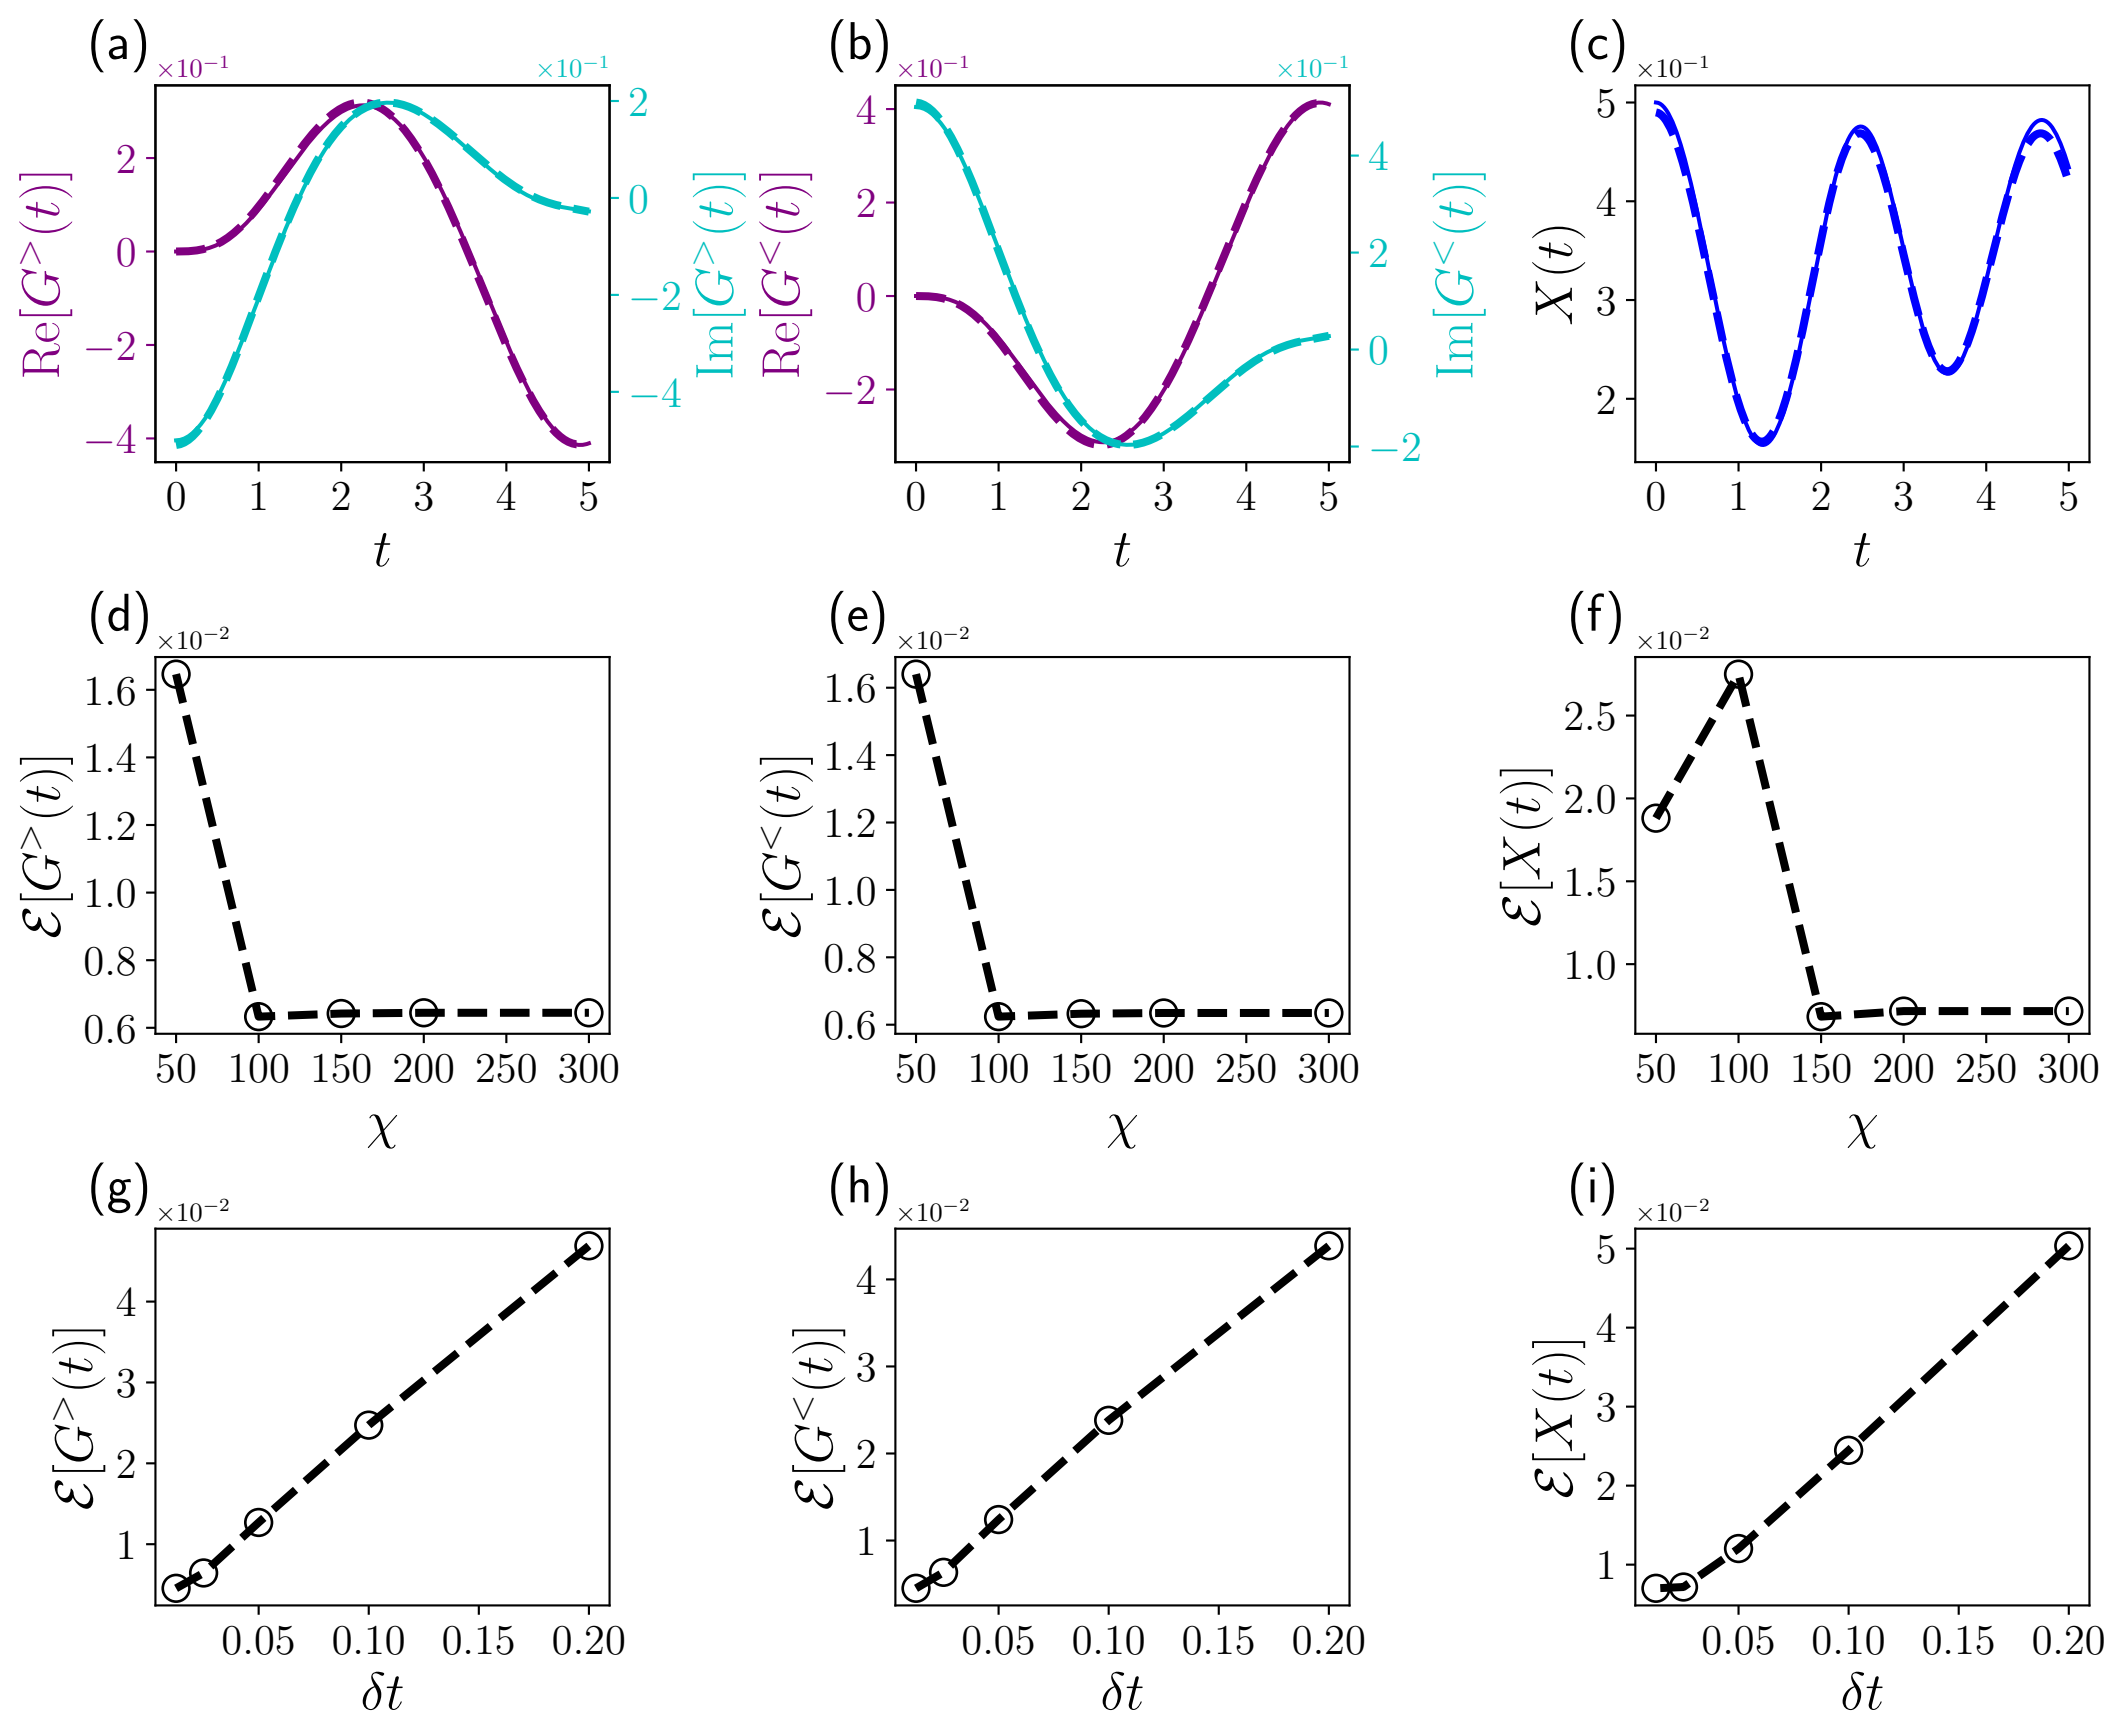 (a)
×10⁻¹
×10⁻¹
Re[G^>(t)]
2
0
−2
−4
2
0
−2
−4
Im[G^>(t)]
0 1 2 3 4 5
t
(b)
×10⁻¹
×10⁻¹
Re[G^<(t)]
4
2
0
−2
4
2
0
−2
Im[G^<(t)]
0 1 2 3 4 5
t
(c)
×10⁻¹
X(t)
5
4
3
2
0 1 2 3 4 5
t
(d)
×10⁻²
ℰ[G^>(t)]
1.6
1.4
1.2
1.0
0.8
0.6
50 100 150 200 250 300
χ
(e)
×10⁻²
ℰ[G^<(t)]
1.6
1.4
1.2
1.0
0.8
0.6
50 100 150 200 250 300
χ
(f)
×10⁻²
ℰ[X(t)]
2.5
2.0
1.5
1.0
50 100 150 200 250 300
χ
(g)
×10⁻²
ℰ[G^>(t)]
4
3
2
1
0.05 0.10 0.15 0.20
δt
(h)
×10⁻²
ℰ[G^<(t)]
4
3
2
1
0.05 0.10 0.15 0.20
δt
(i)
×10⁻²
ℰ[X(t)]
5
4
3
2
1
0.05 0.10 0.15 0.20
δt